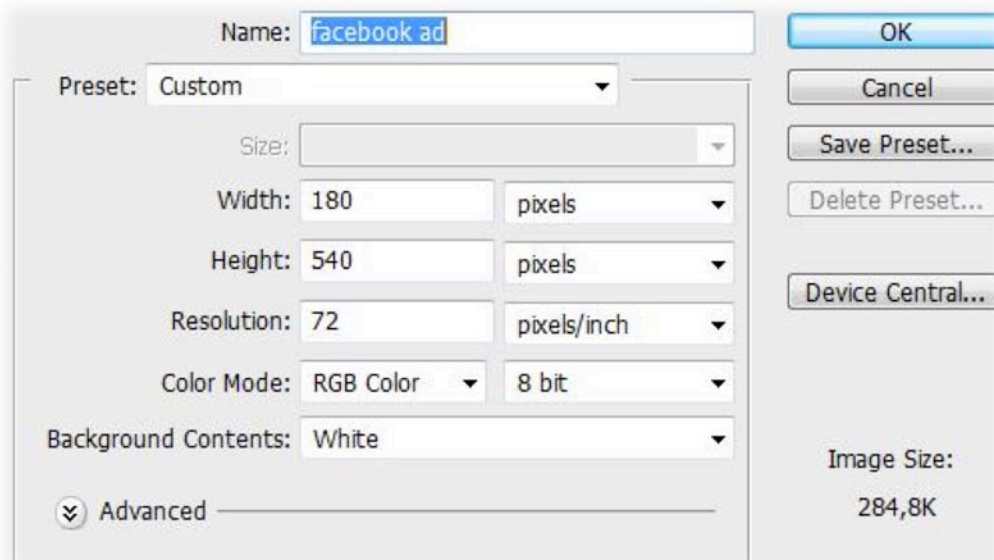 Name: facebook ad
OK
Preset: Custom
Cancel
Size:
Save Preset...
Width: 180 pixels
Delete Preset...
Height: 540 pixels
Device Central...
Resolution: 72 pixels/inch
Color Mode: RGB Color 8 bit
Background Contents: White
Image Size:
284,8K
Advanced